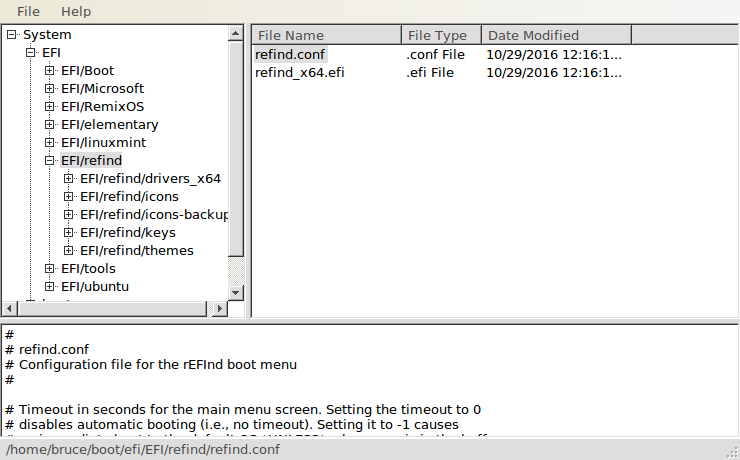 File Help
System
EFI
EFI/Boot
EFI/Microsoft
EFI/RemixOS
EFI/elementary
EFI/linuxmint
EFI/refind
EFI/refind/drivers_x64
EFI/refind/icons
EFI/refind/icons-backup
EFI/refind/keys
EFI/refind/themes
EFI/tools
EFI/ubuntu
File Name File Type Date Modified
refind.conf .conf File 10/29/2016 12:16:1...
refind_x64.efi .efi File 10/29/2016 12:16:1...
#
# refind.conf
# Configuration file for the rEFInd boot menu
#
# Timeout in seconds for the main menu screen. Setting the timeout to 0
# disables automatic booting (i.e., no timeout). Setting it to -1 causes
/home/bruce/boot/efi/EFI/refind/refind.conf